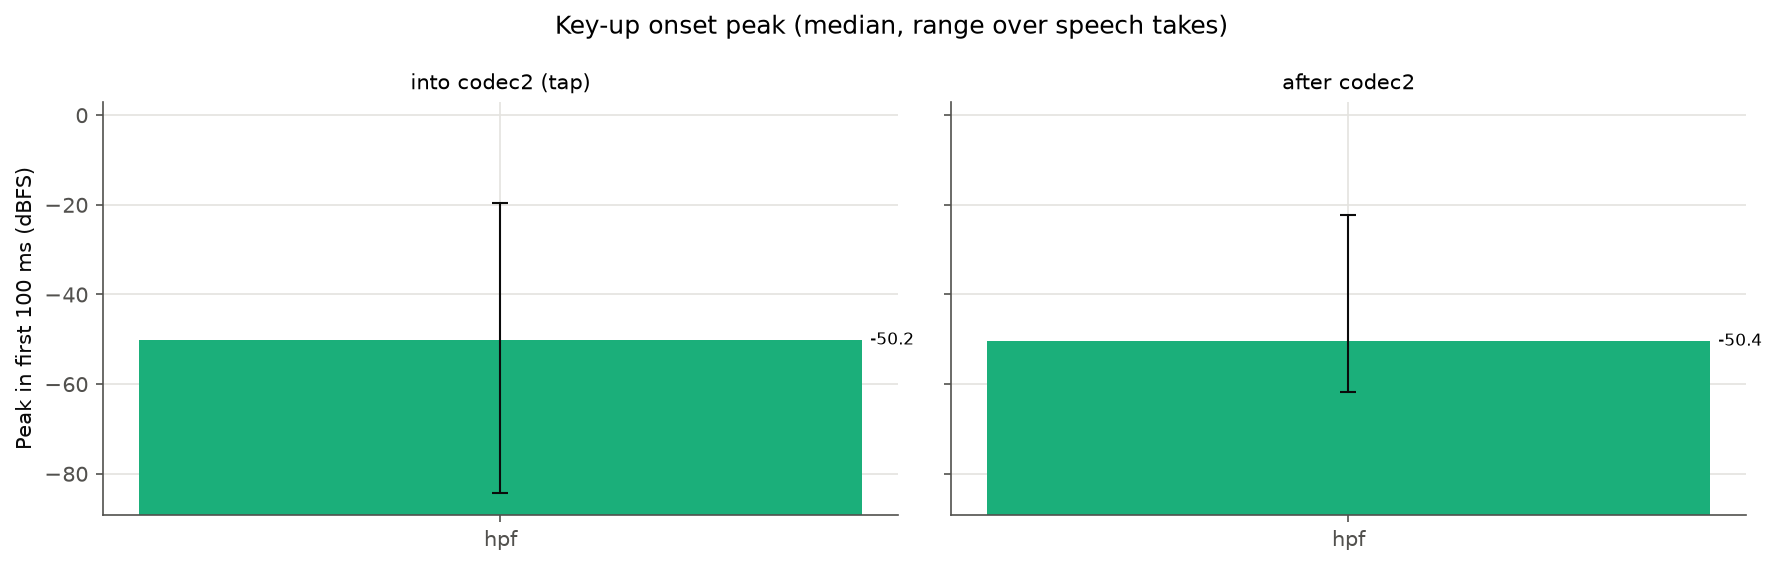 Key-up onset peak (median, range over speech takes)
into codec2 (tap)
after codec2
Peak in first 100 ms (dBFS)
0
−20
−40
−60
−80
-50.2
-50.4
hpf
hpf